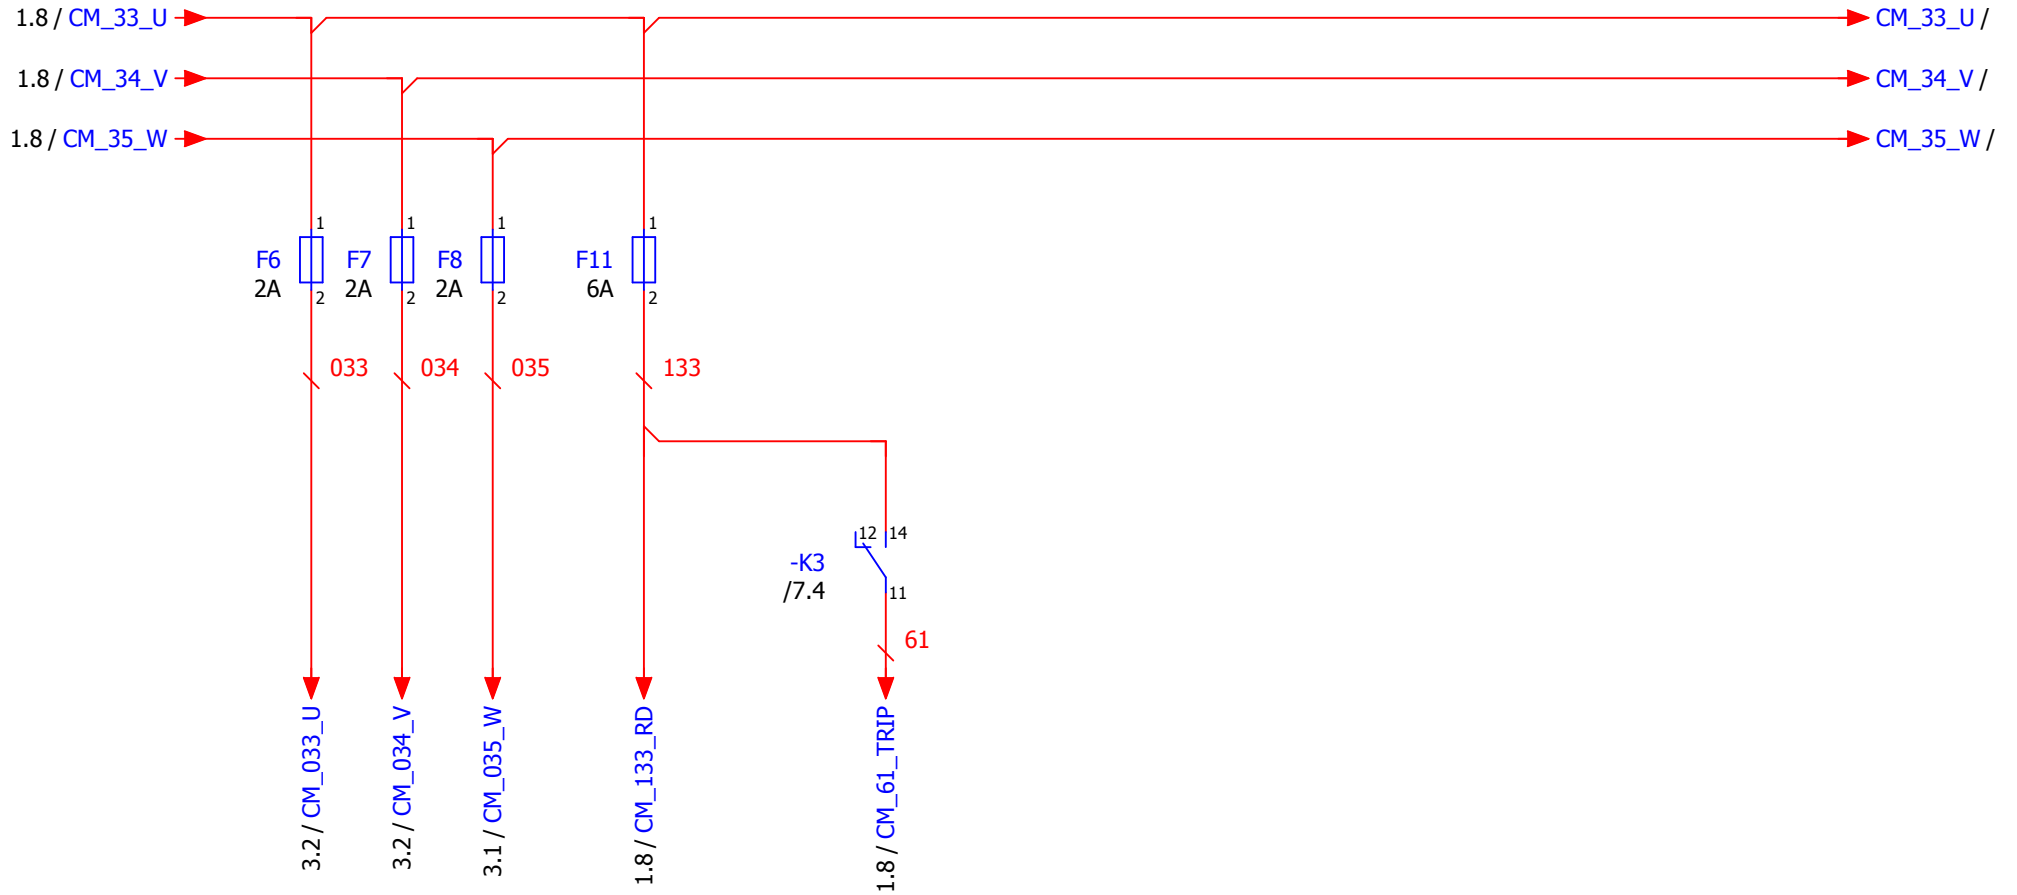 1.8 / CM_33_U
CM_33_U /
1.8 / CM_34_V
CM_34_V /
1.8 / CM_35_W
CM_35_W /
1
1
1
1
F6
F7
F8
F11
2A
2A
2A
6A
2
2
2
2
033
034
035
133
12
14
-K3
/7.4
11
61
3.2 / CM_033_U
3.2 / CM_034_V
3.1 / CM_035_W
1.8 / CM_133_RD
1.8 / CM_61_TRIP